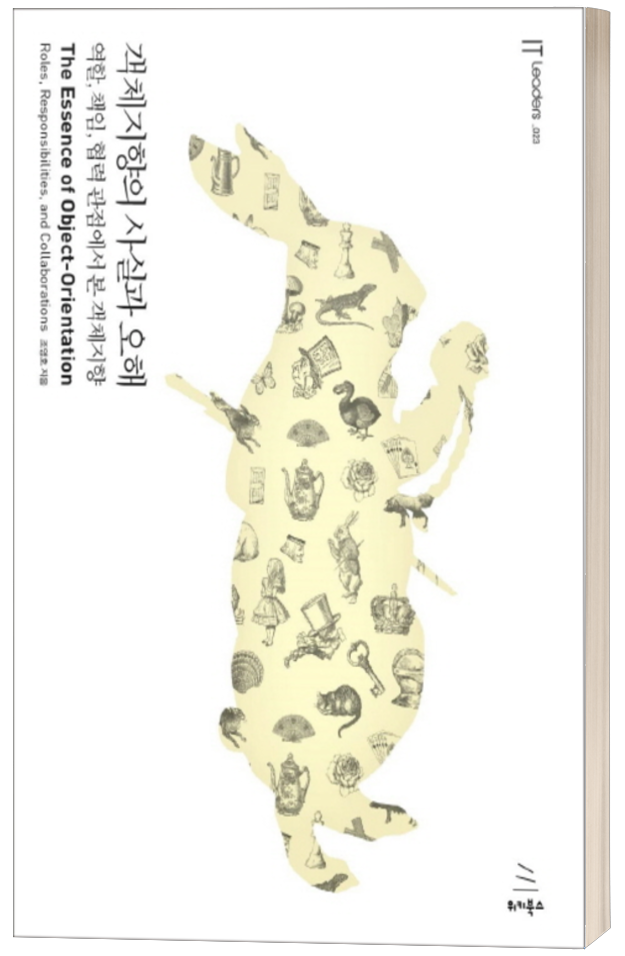 IT Leaders _023
객체지향의 사실과 오해
역할, 책임, 협력 관점에서 본 객체지향
The Essence of Object-Orientation
Roles, Responsibilities, and Collaborations 조영호 지음
위키북스